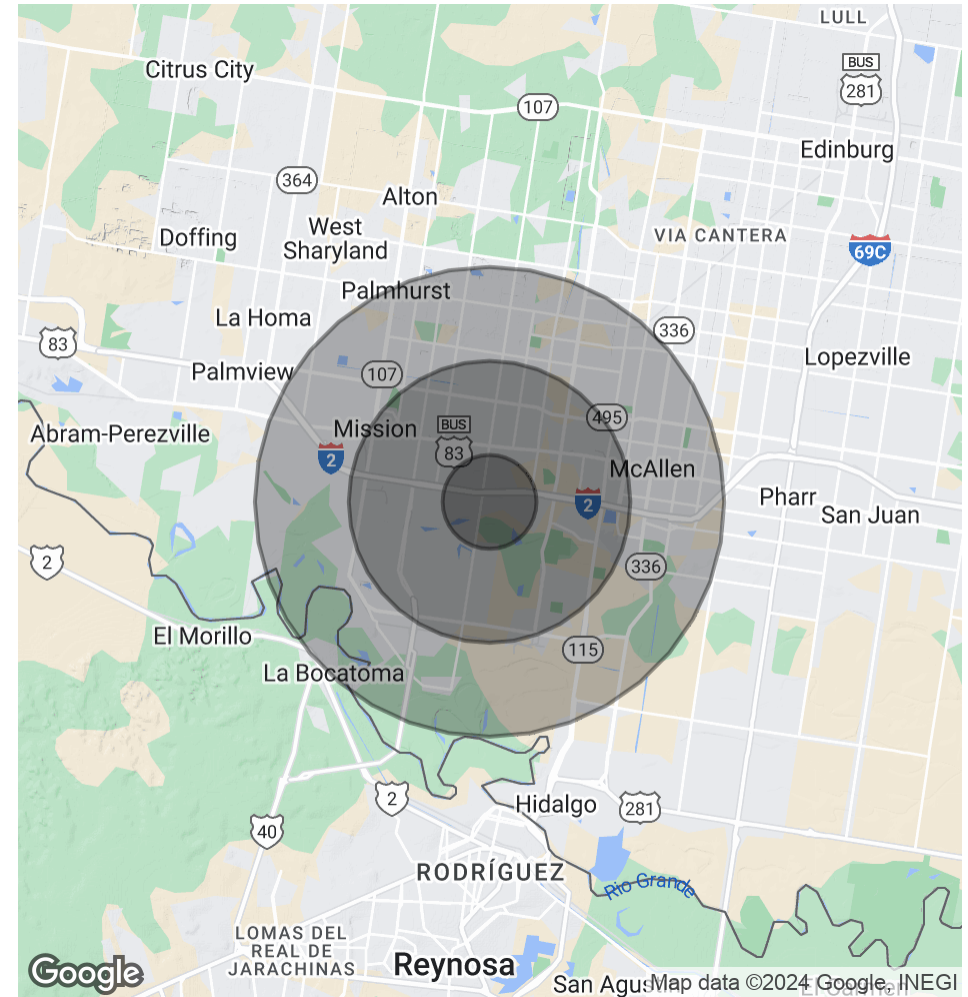 LULL
Citrus City
BUS
281
107
Edinburg
364
Alton
West
Sharyland
Doffing
VIA CANTERA
69C
Palmhurst
La Homa
336
83
Lopezville
Palmview
107
495
Mission
BUS
83
Abram-Perezville
2
McAllen
2
Pharr
San Juan
2
336
El Morillo
115
La Bocatoma
2
Hidalgo
281
40
RODRÍGUEZ
Rio Grande
LOMAS DEL
REAL DE
JARACHINAS
Reynosa
Google
San Agus
Map data ©2024 Google, INEGI